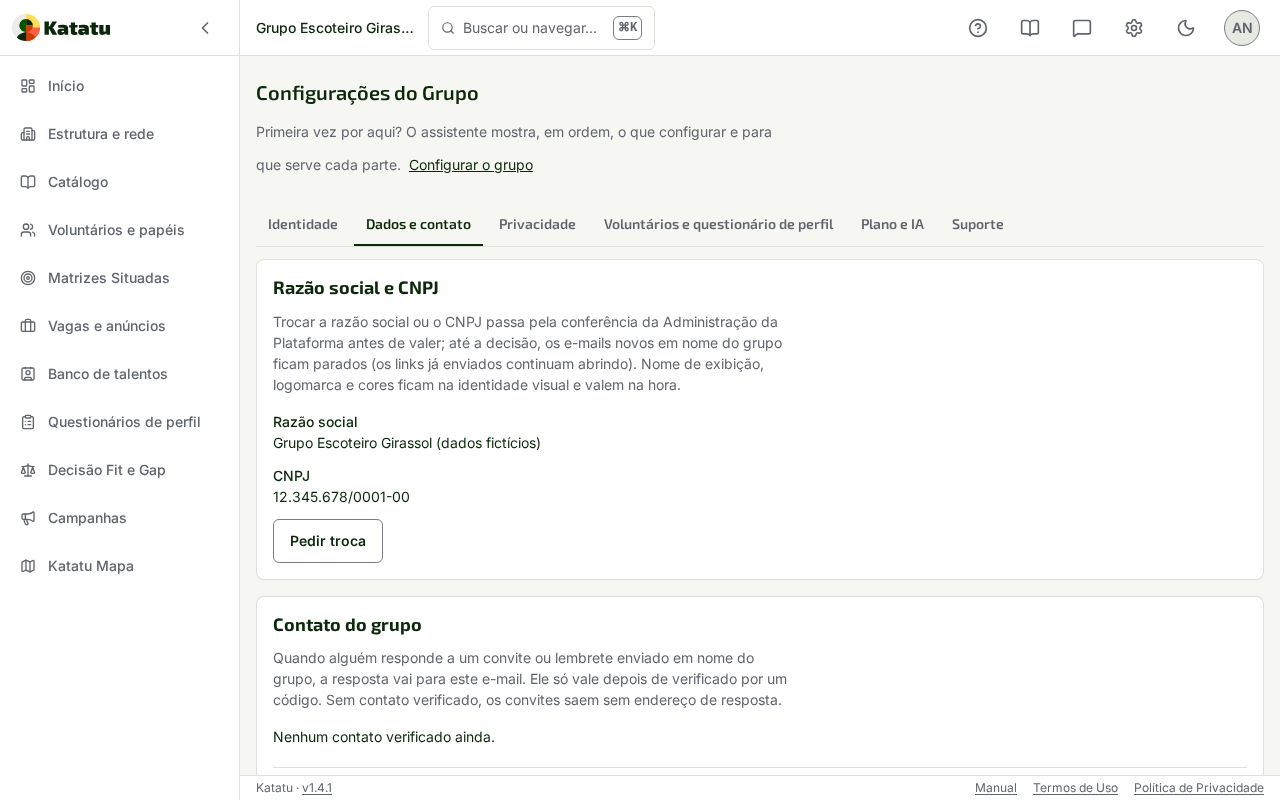 Katatu
Grupo Escoteiro Giras...
Buscar ou navegar...
⌘K
AN
Início
Estrutura e rede
Catálogo
Voluntários e papéis
Matrizes Situadas
Vagas e anúncios
Banco de talentos
Questionários de perfil
Decisão Fit e Gap
Campanhas
Katatu Mapa
Configurações do Grupo
Primeira vez por aqui? O assistente mostra, em ordem, o que configurar e para
que serve cada parte. Configurar o grupo
Identidade
Dados e contato
Privacidade
Voluntários e questionário de perfil
Plano e IA
Suporte
Razão social e CNPJ
Trocar a razão social ou o CNPJ passa pela conferência da Administração da
Plataforma antes de valer; até a decisão, os e-mails novos em nome do grupo
ficam parados (os links já enviados continuam abrindo). Nome de exibição,
logomarca e cores ficam na identidade visual e valem na hora.
Razão social
Grupo Escoteiro Girassol (dados fictícios)
CNPJ
12.345.678/0001-00
Pedir troca
Contato do grupo
Quando alguém responde a um convite ou lembrete enviado em nome do
grupo, a resposta vai para este e-mail. Ele só vale depois de verificado por um
código. Sem contato verificado, os convites saem sem endereço de resposta.
Nenhum contato verificado ainda.
Katatu · v1.4.1
Manual
Termos de Uso
Política de Privacidade